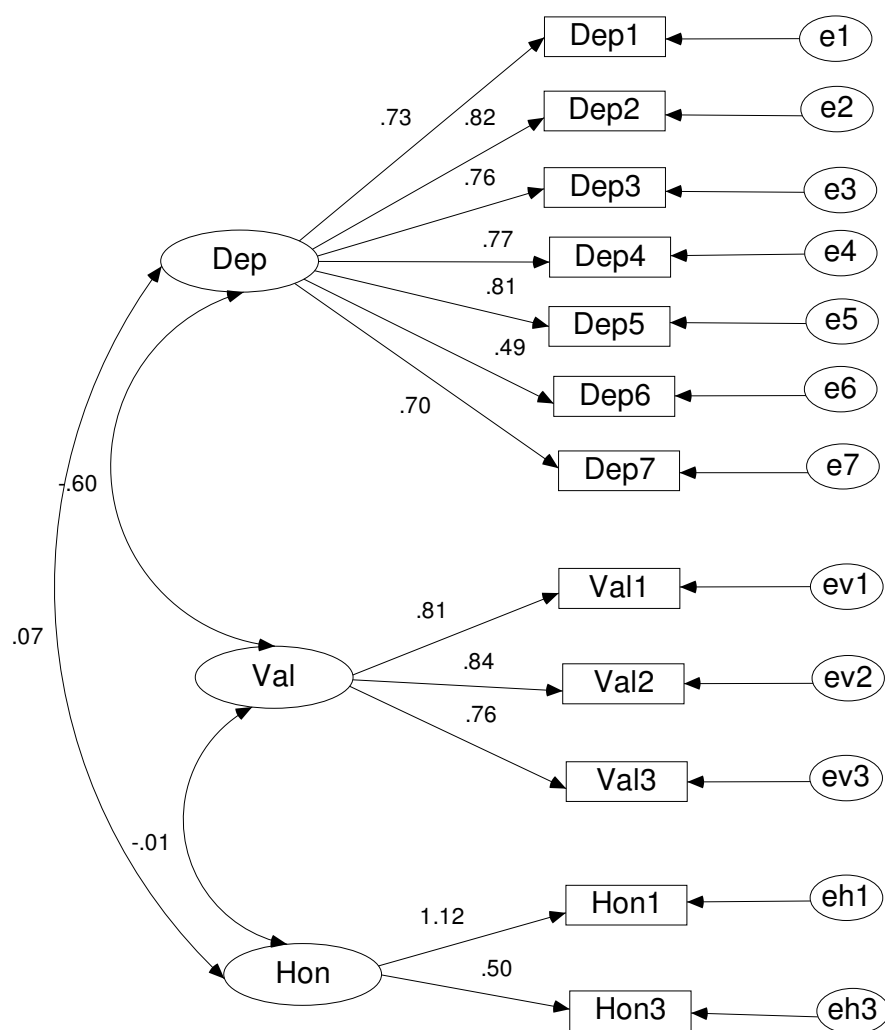 Dep1
e1
.73
.82
Dep2
e2
.76
Dep3
e3
Dep
.77
Dep4
e4
.81
Dep5
e5
.49
Dep6
e6
.70
Dep7
e7
-.60
Val1
ev1
.81
.07
Val
.84
Val2
ev2
.76
Val3
ev3
-.01
Hon1
eh1
1.12
Hon
.50
Hon3
eh3